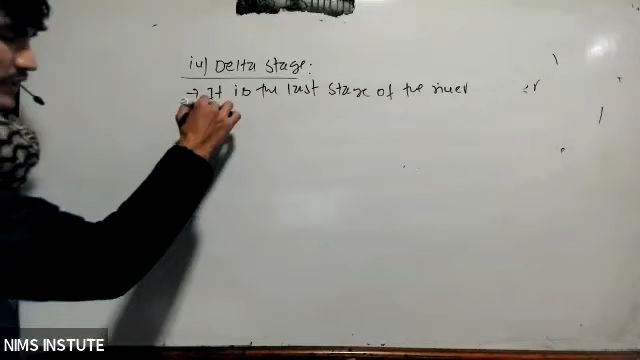 iv) Delta Stage:
→ It is the last stage of the river
NIMS INSTUTE